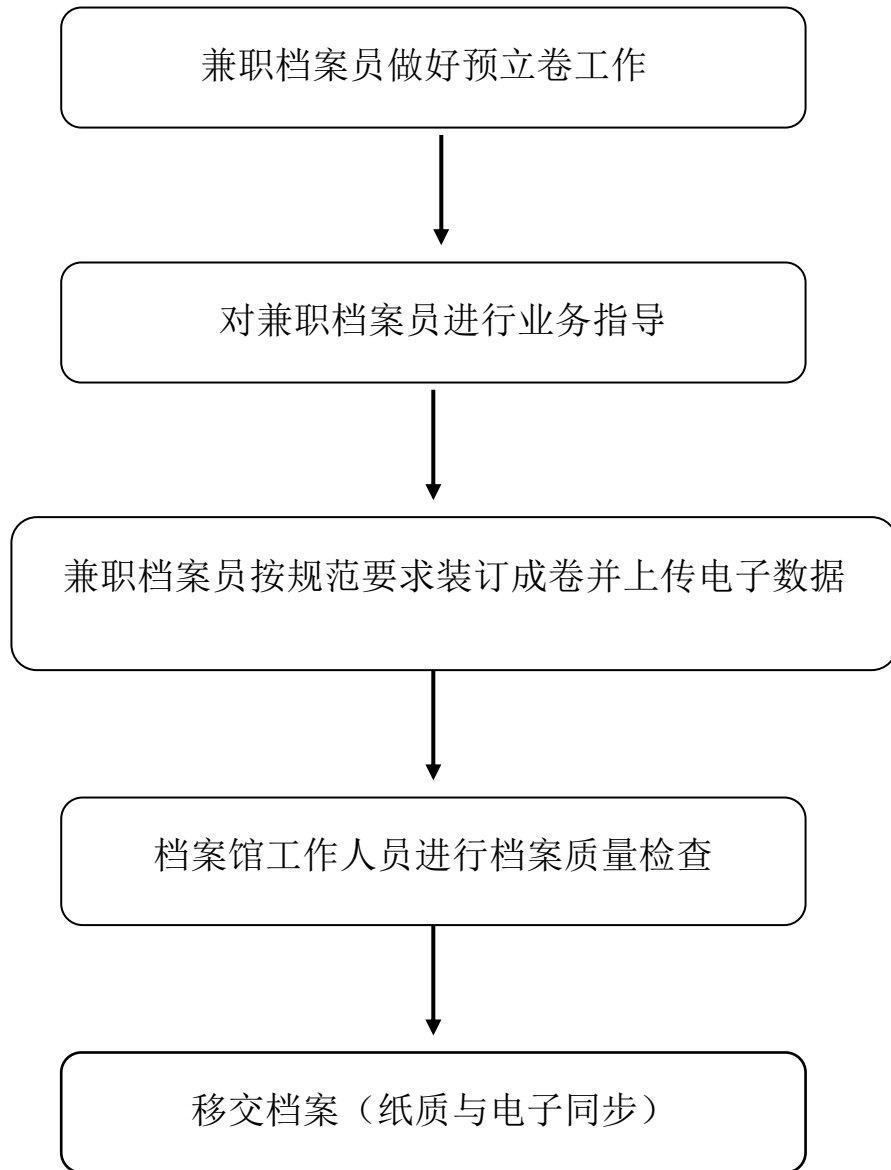 兼职档案员做好预立卷工作
对兼职档案员进行业务指导
兼职档案员按规范要求装订成卷并上传电子数据
档案馆工作人员进行档案质量检查
移交档案（纸质与电子同步）